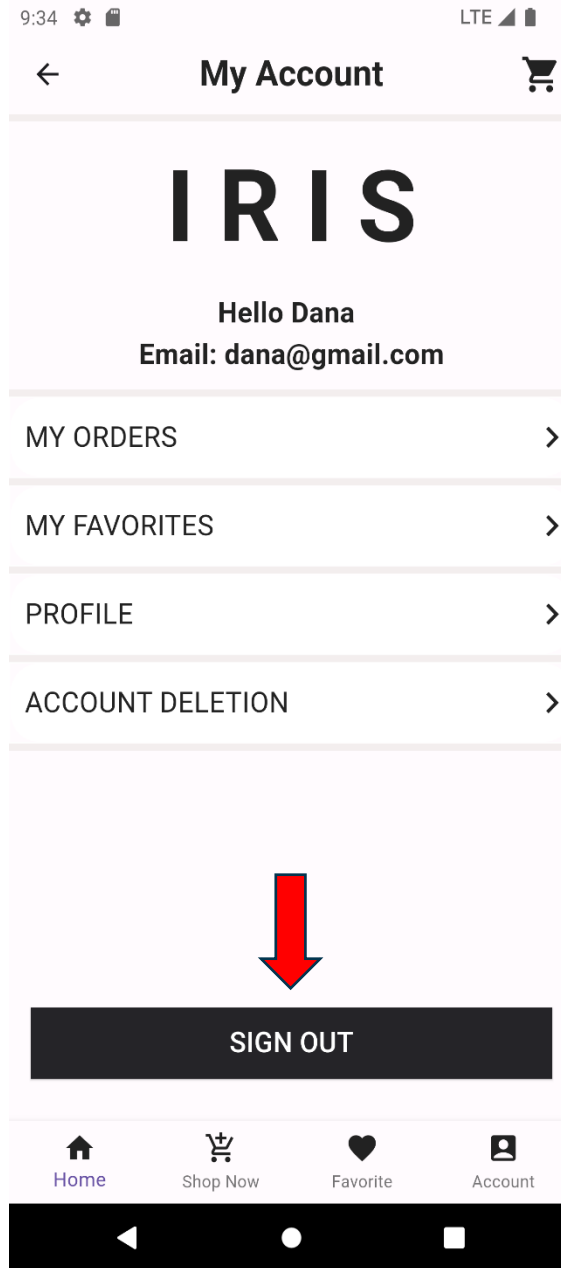 9:34 LTE
My Account
I R I S
Hello Dana
Email: dana@gmail.com
MY ORDERS
MY FAVORITES
PROFILE
ACCOUNT DELETION
SIGN OUT
Home Shop Now Favorite Account